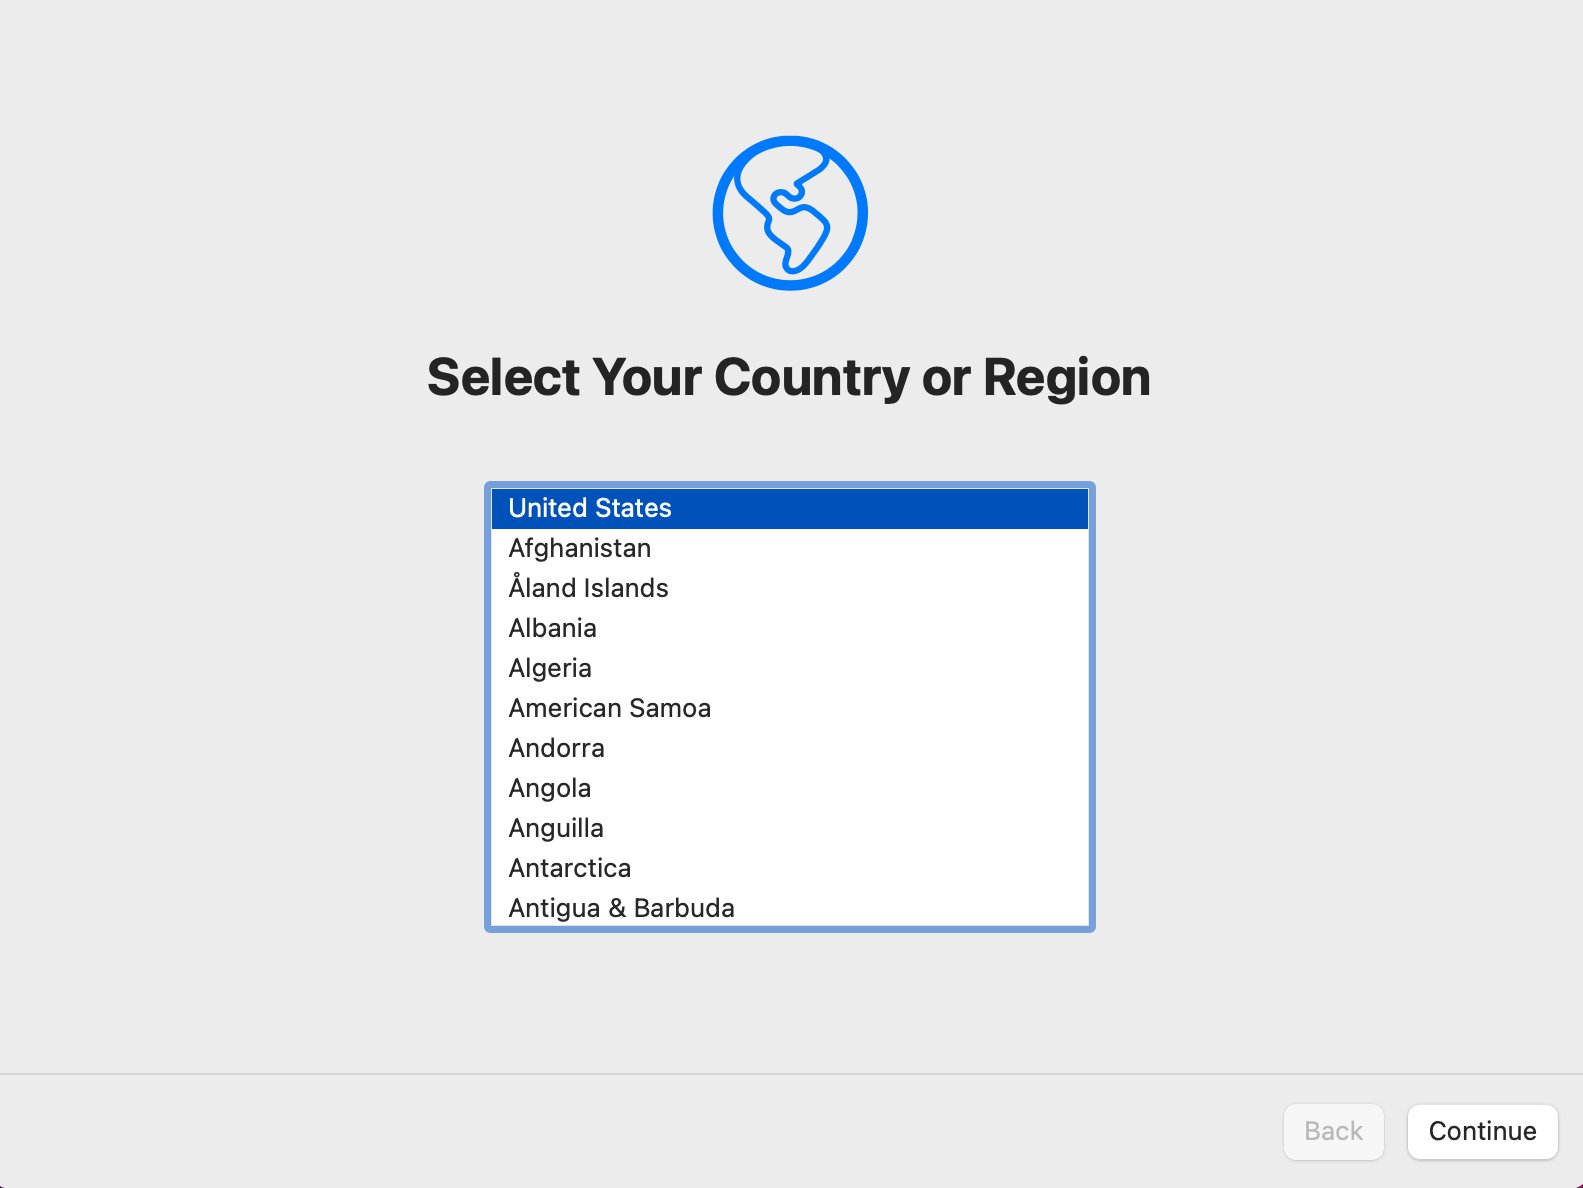 Select Your Country or Region
United States
Afghanistan
Åland Islands
Albania
Algeria
American Samoa
Andorra
Angola
Anguilla
Antarctica
Antigua & Barbuda
Back
Continue